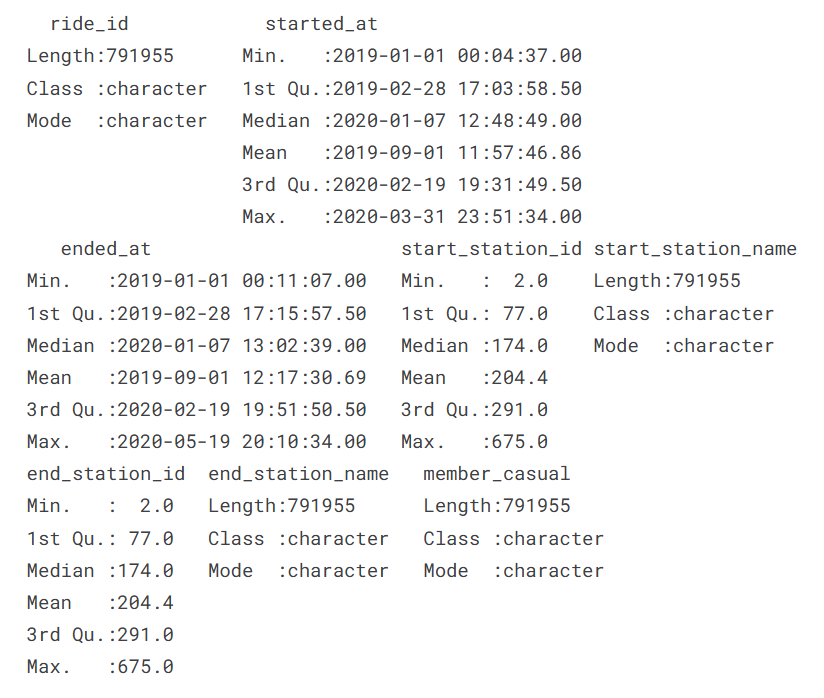 ride_id            started_at
Length:791955      Min.   :2019-01-01 00:04:37.00
Class :character   1st Qu.:2019-02-28 17:03:58.50
Mode  :character   Median :2020-01-07 12:48:49.00
                   Mean   :2019-09-01 11:57:46.86
                   3rd Qu.:2020-02-19 19:31:49.50
                   Max.   :2020-03-31 23:51:34.00
   ended_at                      start_station_id start_station_name
Min.   :2019-01-01 00:11:07.00   Min.   :  2.0    Length:791955
1st Qu.:2019-02-28 17:15:57.50   1st Qu.: 77.0    Class :character
Median :2020-01-07 13:02:39.00   Median :174.0    Mode  :character
Mean   :2019-09-01 12:17:30.69   Mean   :204.4
3rd Qu.:2020-02-19 19:51:50.50   3rd Qu.:291.0
Max.   :2020-05-19 20:10:34.00   Max.   :675.0
end_station_id  end_station_name   member_casual
Min.   :  2.0   Length:791955      Length:791955
1st Qu.: 77.0   Class :character   Class :character
Median :174.0   Mode  :character   Mode  :character
Mean   :204.4
3rd Qu.:291.0
Max.   :675.0